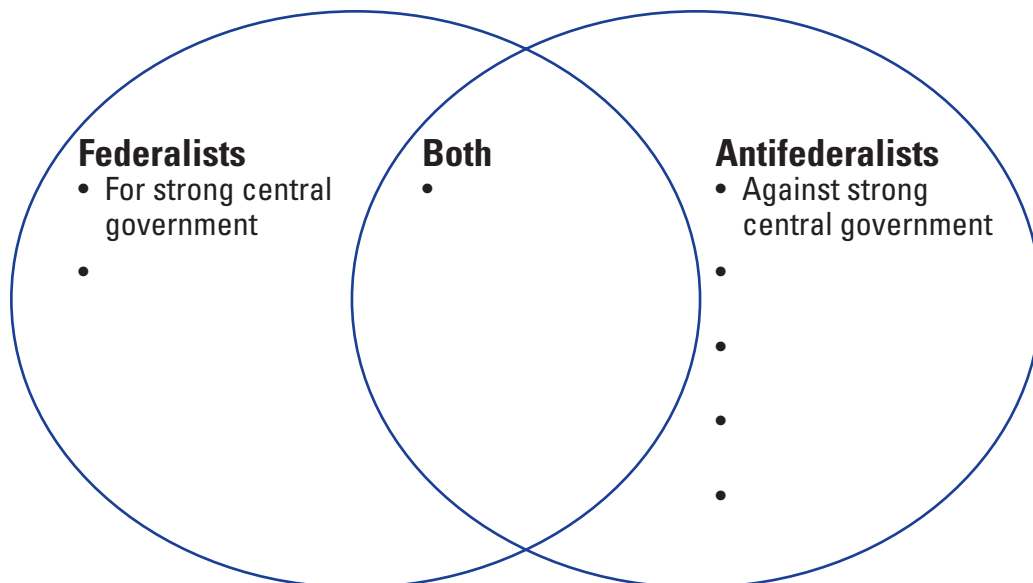 Federalists
• For strong central
government
•
Both
•
Antifederalists
• Against strong
central government
•
•
•
•